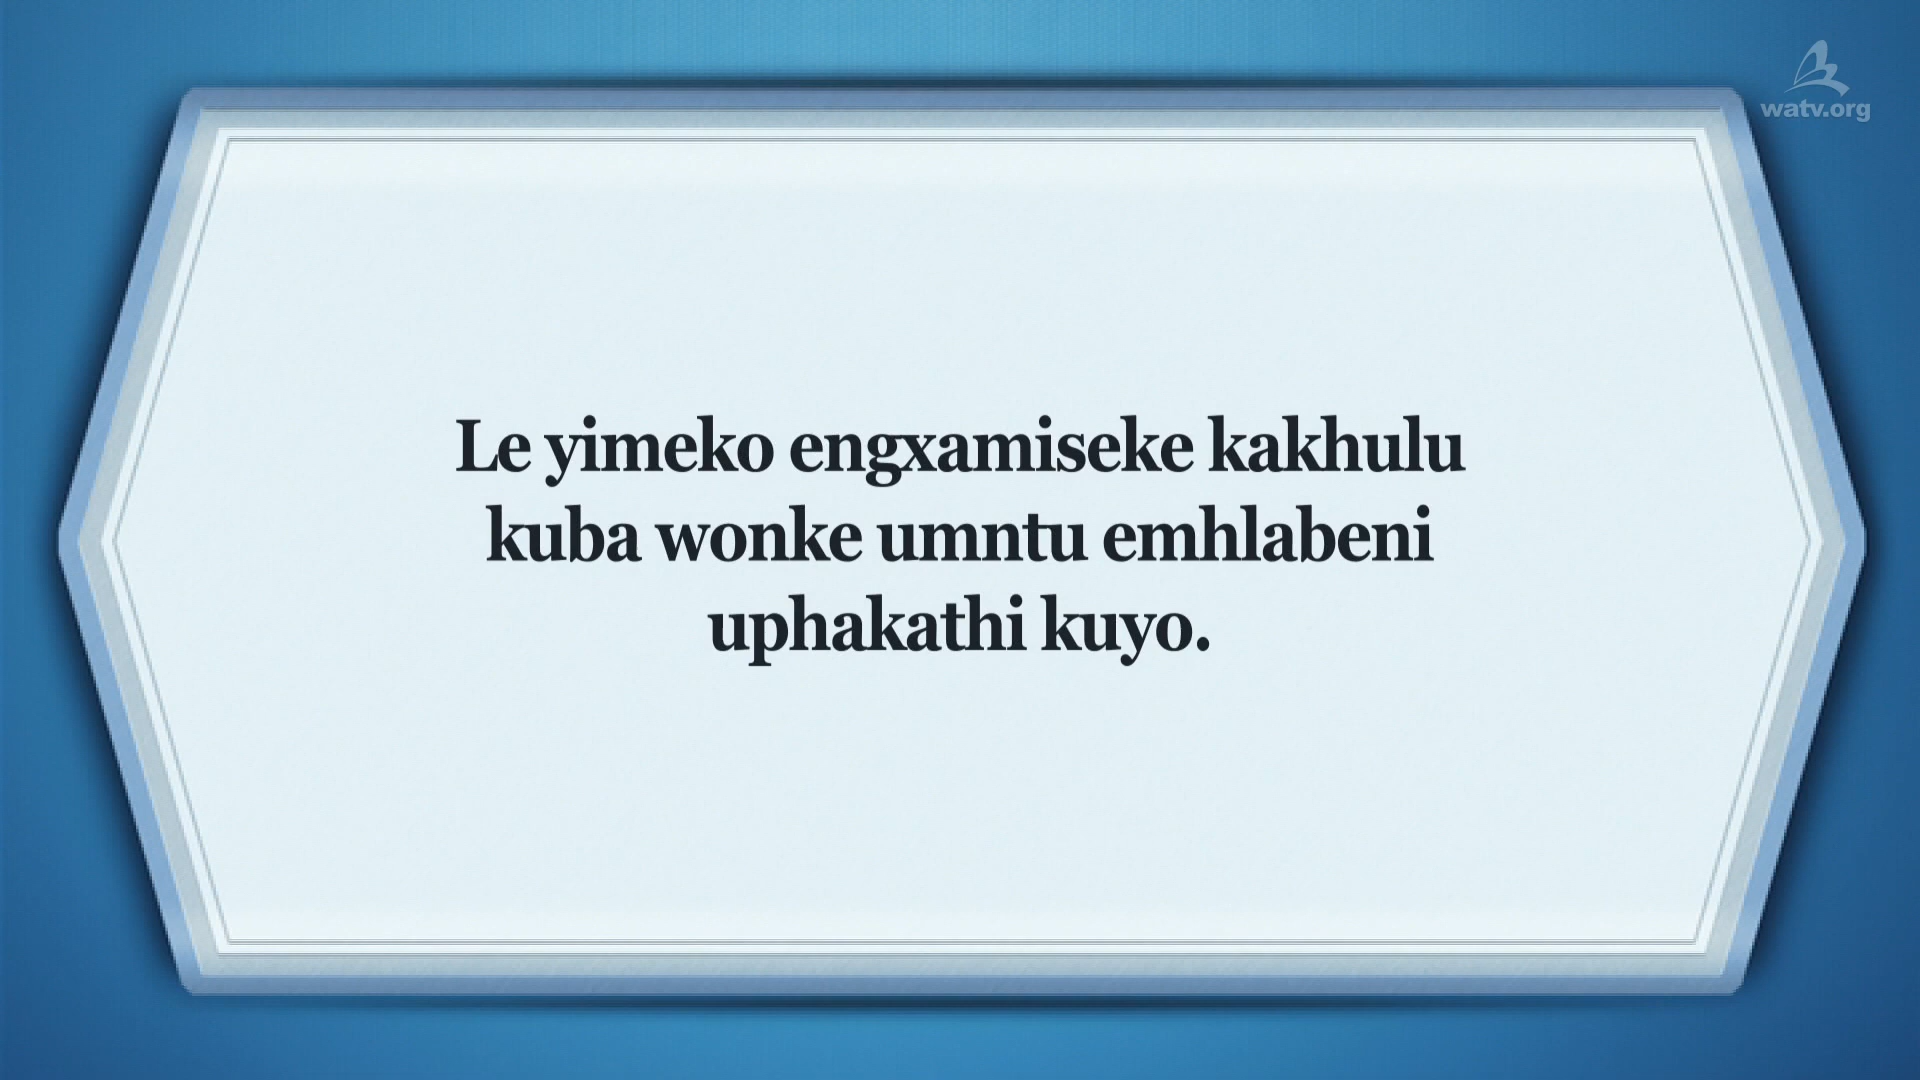 watv.org
Le yimeko engxamiseke kakhulu
kuba wonke umntu emhlabeni
uphakathi kuyo.